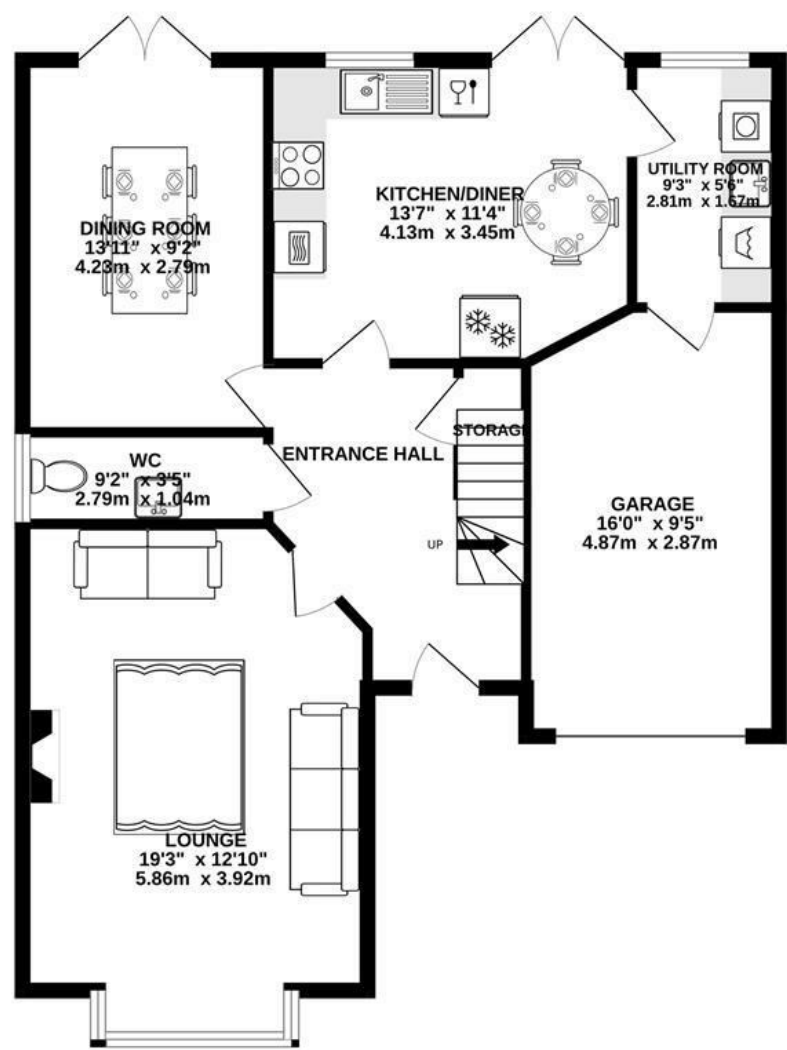 KITCHEN/DINER
13'7" x 11'4"
4.13m x 3.45m
UTILITY ROOM
9'3" x 5'6"
2.81m x 1.67m
DINING ROOM
13'11" x 9'2"
4.23m x 2.79m
STORAGE
ENTRANCE HALL
WC
9'2" x 3'5"
2.79m x 1.04m
GARAGE
16'0" x 9'5"
4.87m x 2.87m
UP
LOUNGE
19'3" x 12'10"
5.86m x 3.92m